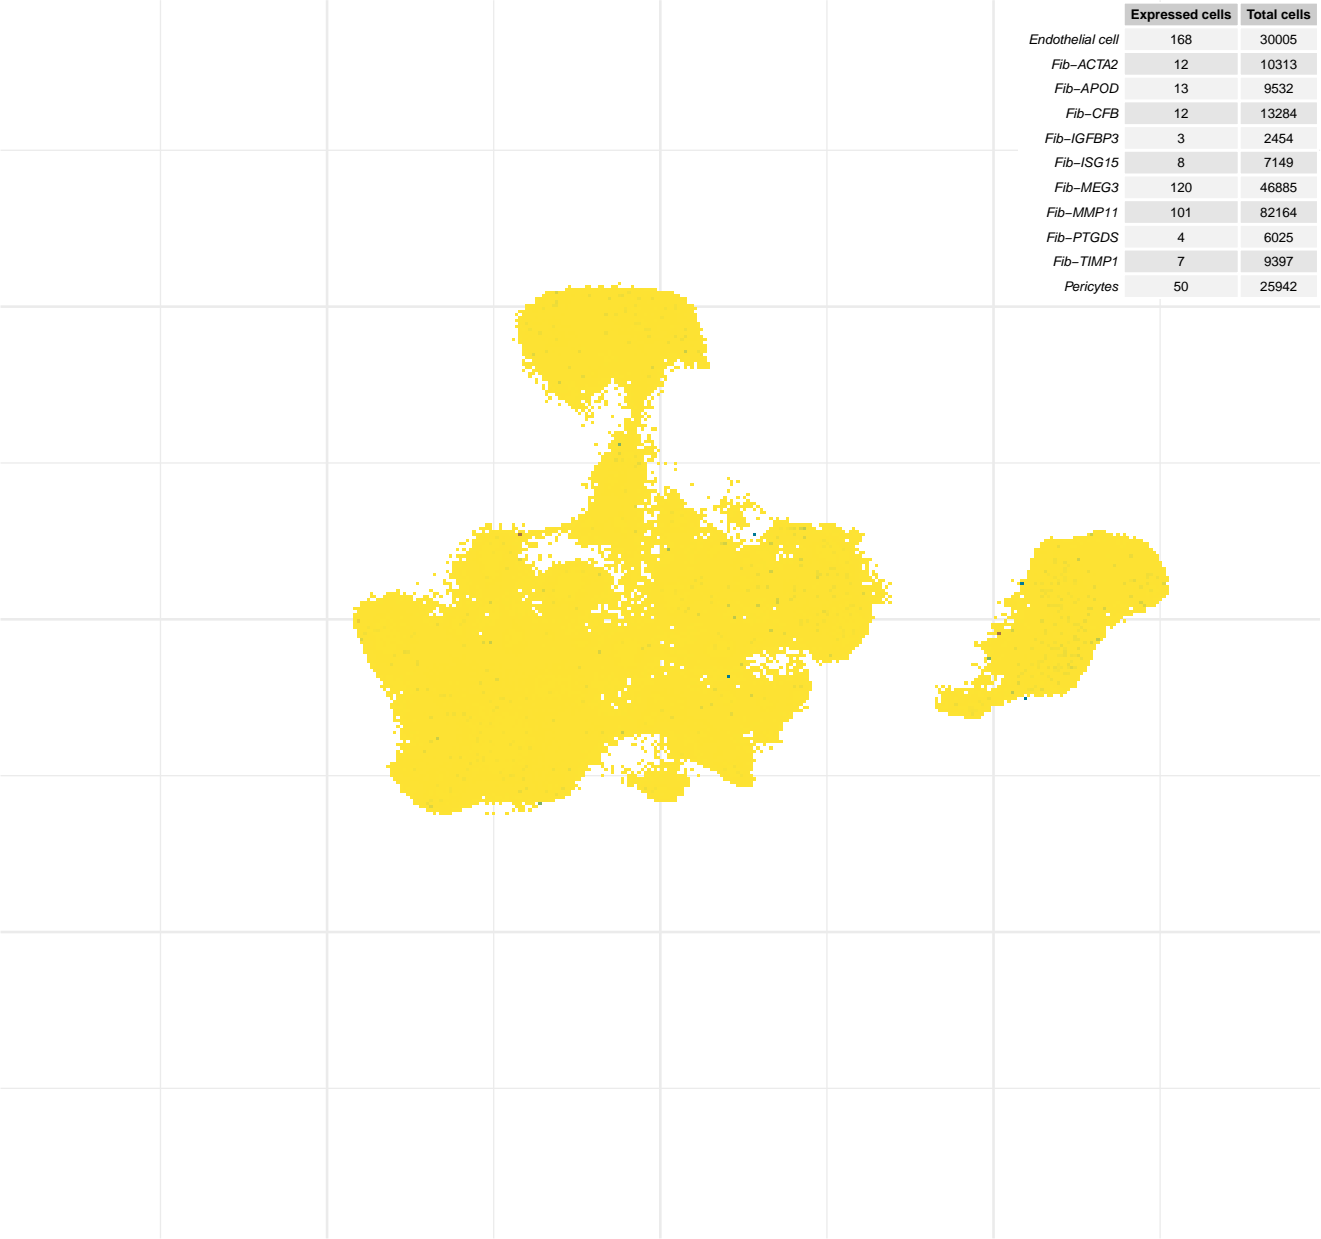 Expressed cells Total cells
Endothelial cell 168 30005
Fib−ACTA2 12 10313
Fib−APOD 13 9532
Fib−CFB 12 13284
Fib−IGFBP3 3 2454
Fib−ISG15 8 7149
Fib−MEG3 120 46885
Fib−MMP11 101 82164
Fib−PTGDS 4 6025
Fib−TIMP1 7 9397
Pericytes 50 25942